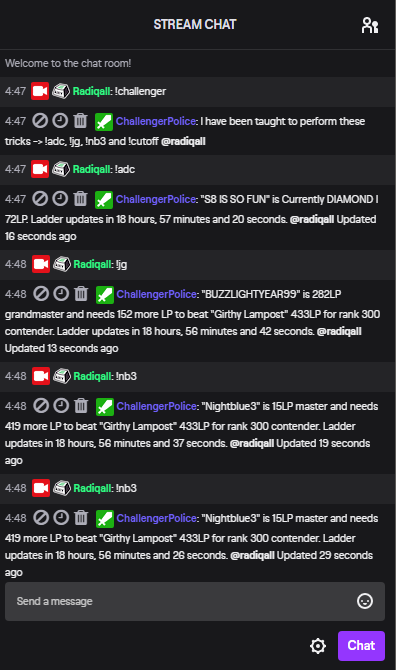 STREAM CHAT
Welcome to the chat room!
4:47 Radiqall: !challenger
4:47 ChallengerPolice: I have been taught to perform these
tricks -> !adc, !jg, !nb3 and !cutoff @radiqall
4:47 Radiqall: !adc
4:47 ChallengerPolice: "S8 IS SO FUN" is Currently DIAMOND I
72LP. Ladder updates in 18 hours, 57 minutes and 20 seconds. @radiqall Updated
16 seconds ago
4:48 Radiqall: !jg
4:48 ChallengerPolice: "BUZZLIGHTYEAR99" is 282LP
grandmaster and needs 152 more LP to beat "Girthy Lampost" 433LP for rank 300
contender. Ladder updates in 18 hours, 56 minutes and 42 seconds. @radiqall
Updated 13 seconds ago
4:48 Radiqall: !nb3
4:48 ChallengerPolice: "Nightblue3" is 15LP master and needs
419 more LP to beat "Girthy Lampost" 433LP for rank 300 contender. Ladder
updates in 18 hours, 56 minutes and 37 seconds. @radiqall Updated 19 seconds
ago
4:48 Radiqall: !nb3
4:48 ChallengerPolice: "Nightblue3" is 15LP master and needs
419 more LP to beat "Girthy Lampost" 433LP for rank 300 contender. Ladder
updates in 18 hours, 56 minutes and 26 seconds. @radiqall Updated 29 seconds
ago
Send a message
Chat